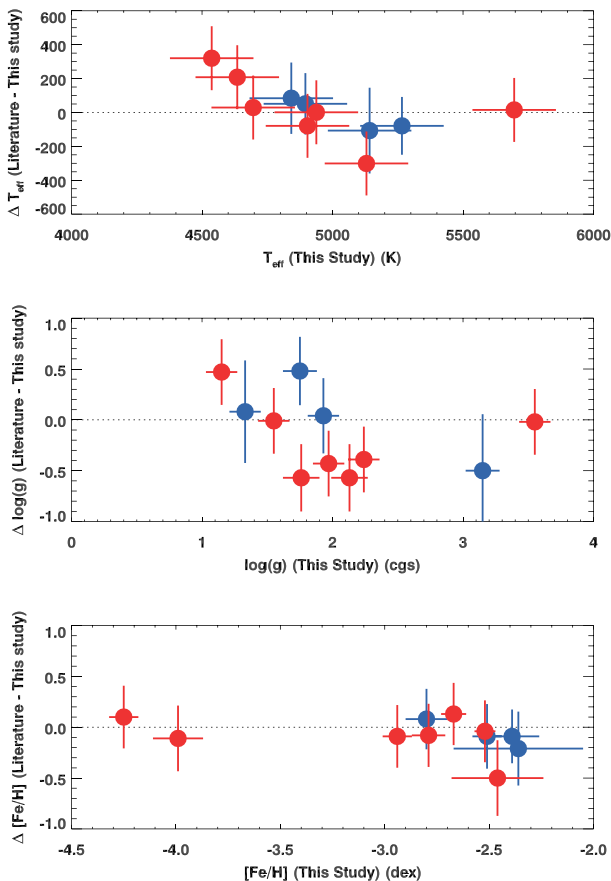 600
400
200
0
-200
-400
-600
Δ Teff (Literature - This study)
4000 4500 5000 5500 6000
Teff (This Study) (K)
1.0
0.5
0.0
-0.5
-1.0
Δ log(g) (Literature - This study)
0 1 2 3 4
log(g) (This Study) (cgs)
1.0
0.5
0.0
-0.5
-1.0
Δ [Fe/H] (Literature - This study)
-4.5 -4.0 -3.5 -3.0 -2.5 -2.0
[Fe/H] (This Study) (dex)